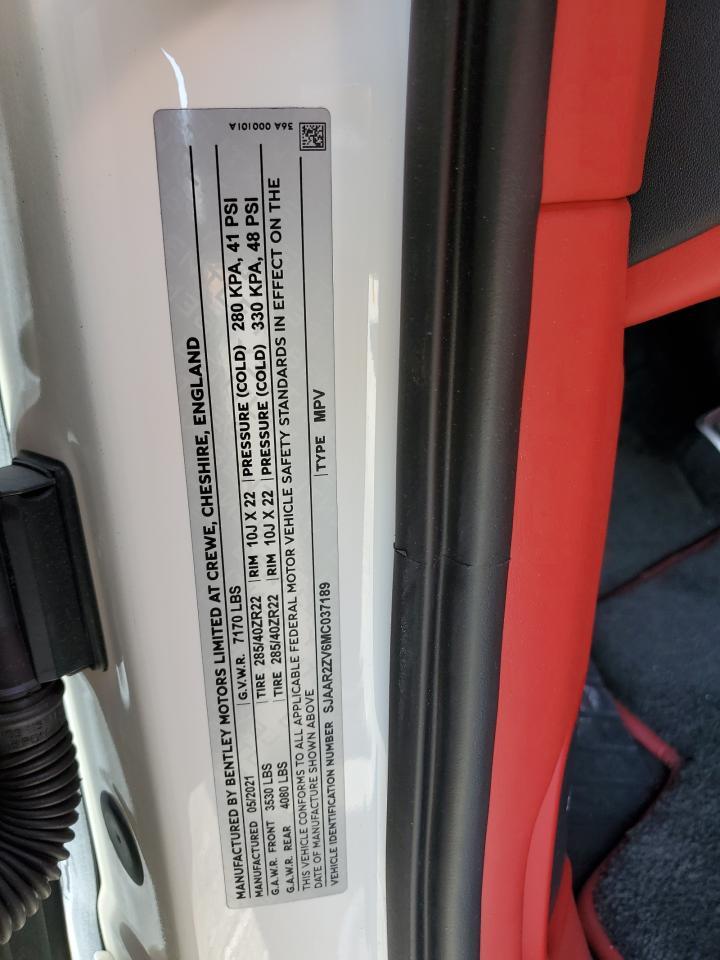 MANUFACTURED BY BENTLEY MOTORS LIMITED AT CREWE, CHESHIRE, ENGLAND
MANUFACTURED 05/2021 G.V.W.R. 7170 LBS
G.A.W.R. FRONT 3530 LBS TIRE 285/40ZR22 RIM 10J X 22 PRESSURE (COLD) 280 KPA, 41 PSI
G.A.W.R. REAR 4080 LBS TIRE 285/40ZR22 RIM 10J X 22 PRESSURE (COLD) 330 KPA, 48 PSI
THIS VEHICLE CONFORMS TO ALL APPLICABLE FEDERAL MOTOR VEHICLE SAFETY STANDARDS IN EFFECT ON THE
DATE OF MANUFACTURE SHOWN ABOVE
VEHICLE IDENTIFICATION NUMBER SJAAR2ZV6MC037189 TYPE MPV
36A 000101A